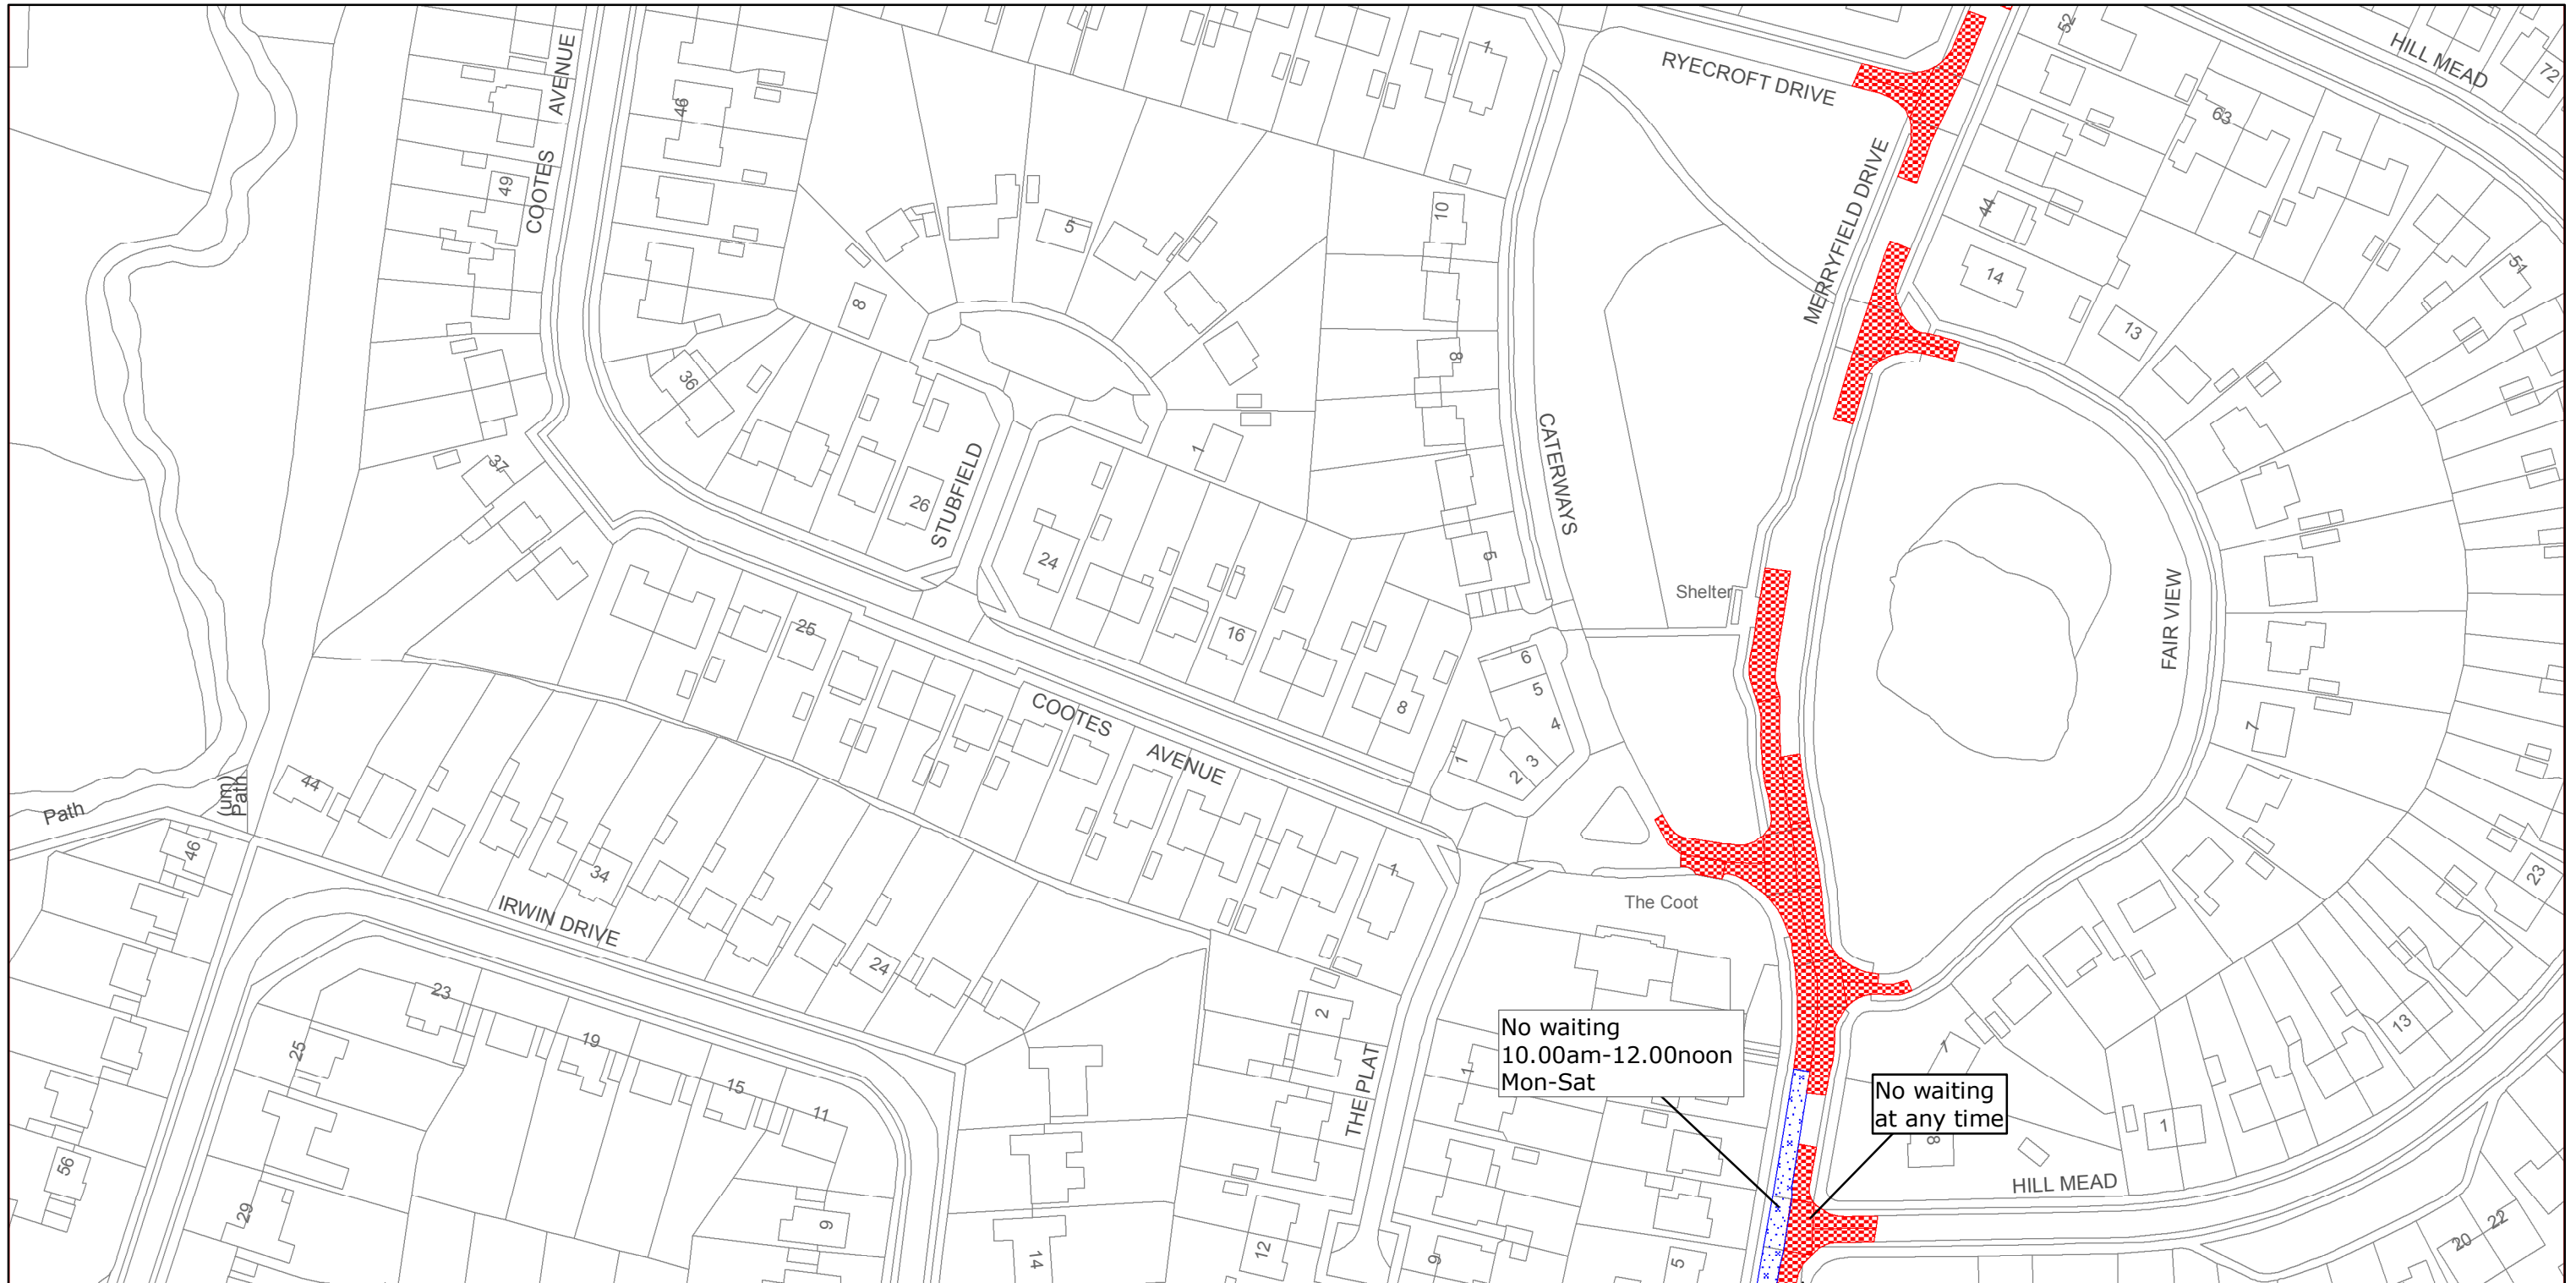 COOTES AVENUE
49
46
RYECROFT DRIVE
1
52
HILL MEAD
72
63
MERRYFIELD DRIVE
10
5
44
14
13
51
8
8
36
1
CATERWAYS
37
26
STUBFIELD
24
5
Shelter
FAIR VIEW
25
16
6
5
4
3
2
1
8
7
COOTES AVENUE
44
Path
(um)
Path
46
34
1
The Coot
23
IRWIN DRIVE
24
23
19
25
15
11
2
THE PLAT
1
No waiting
10.00am-12.00noon
Mon-Sat
1
No waiting
at any time
8
1
13
HILL MEAD
56
29
9
14
12
9
5
22
20